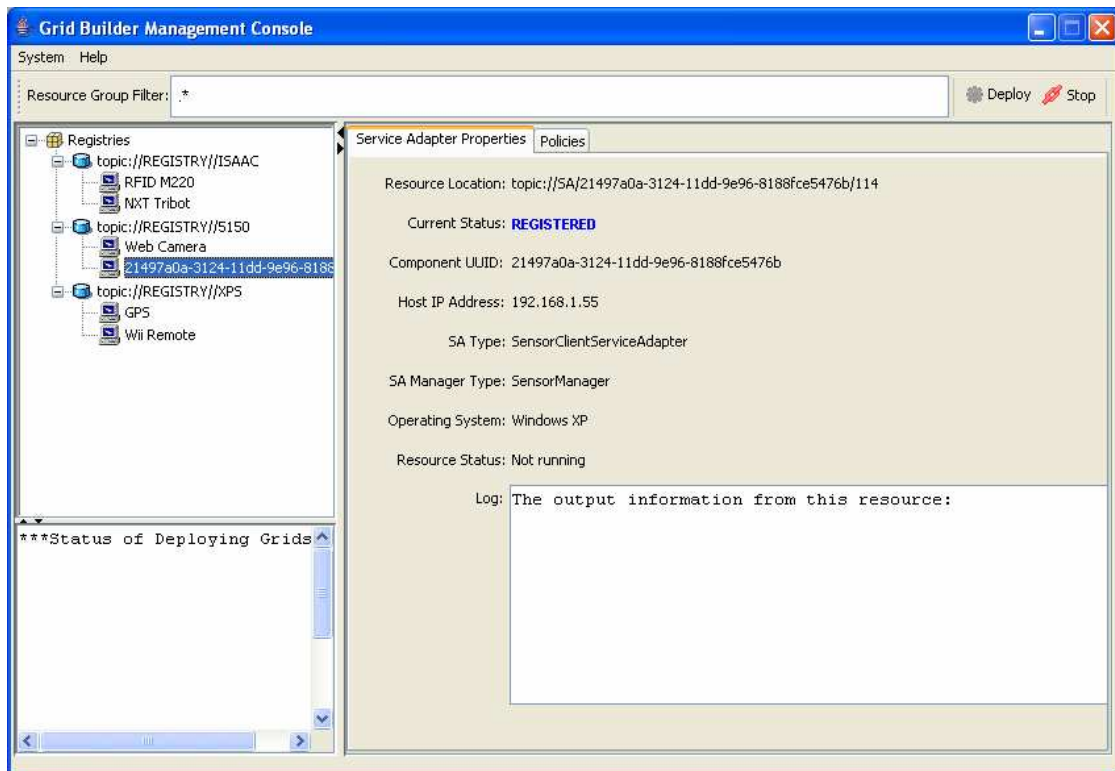 Grid Builder Management Console
System Help
Resource Group Filter: .* Deploy Stop
Registries
topic://REGISTRY//ISAAC
RFID M220
NXT Tribot
topic://REGISTRY//5150
Web Camera
21497a0a-3124-11dd-9e96-8188
topic://REGISTRY//XPS
GPS
Wii Remote
***Status of Deploying Grids
Service Adapter Properties Policies
Resource Location: topic://SA/21497a0a-3124-11dd-9e96-8188fce5476b/114
Current Status: REGISTERED
Component UUID: 21497a0a-3124-11dd-9e96-8188fce5476b
Host IP Address: 192.168.1.55
SA Type: SensorClientServiceAdapter
SA Manager Type: SensorManager
Operating System: Windows XP
Resource Status: Not running
Log: The output information from this resource: